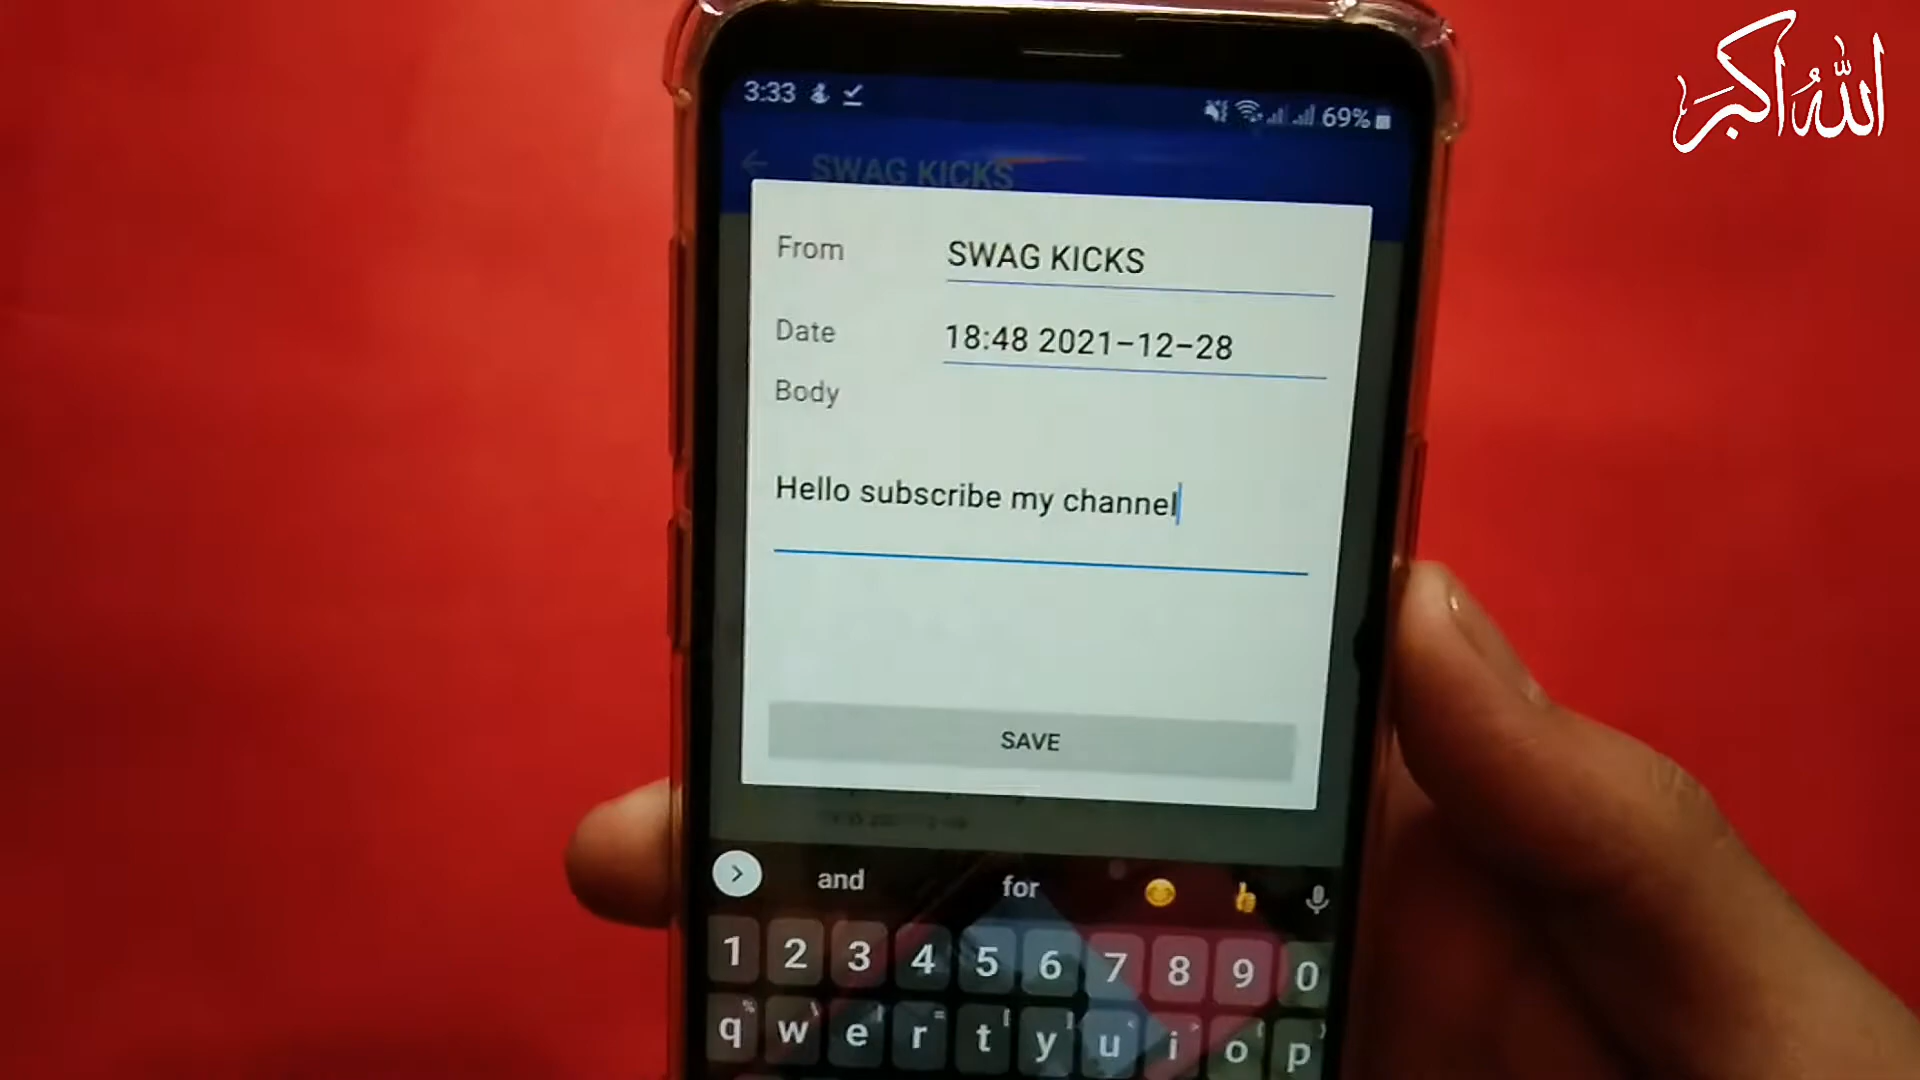 الله اكبر
3:33 69%
SWAG KICKS
From SWAG KICKS
Date 18:48 2021-12-28
Body
Hello subscribe my channel
SAVE
and for
1 2 3 4 5 6 7 8 9 0
q w e r t y u i o p